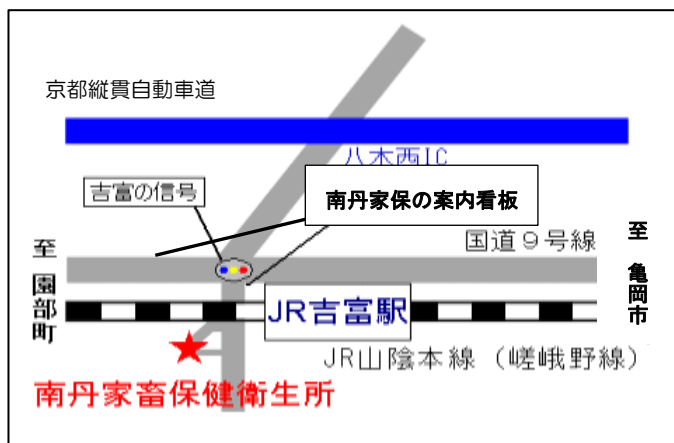 京都縦貫自動車道
八木西IC
吉富の信号
南丹家保の案内看板
国道９号線
至 園部町
至 亀岡市
JR吉富駅
JR山陰本線（嵯峨野線）
南丹家畜保健衛生所